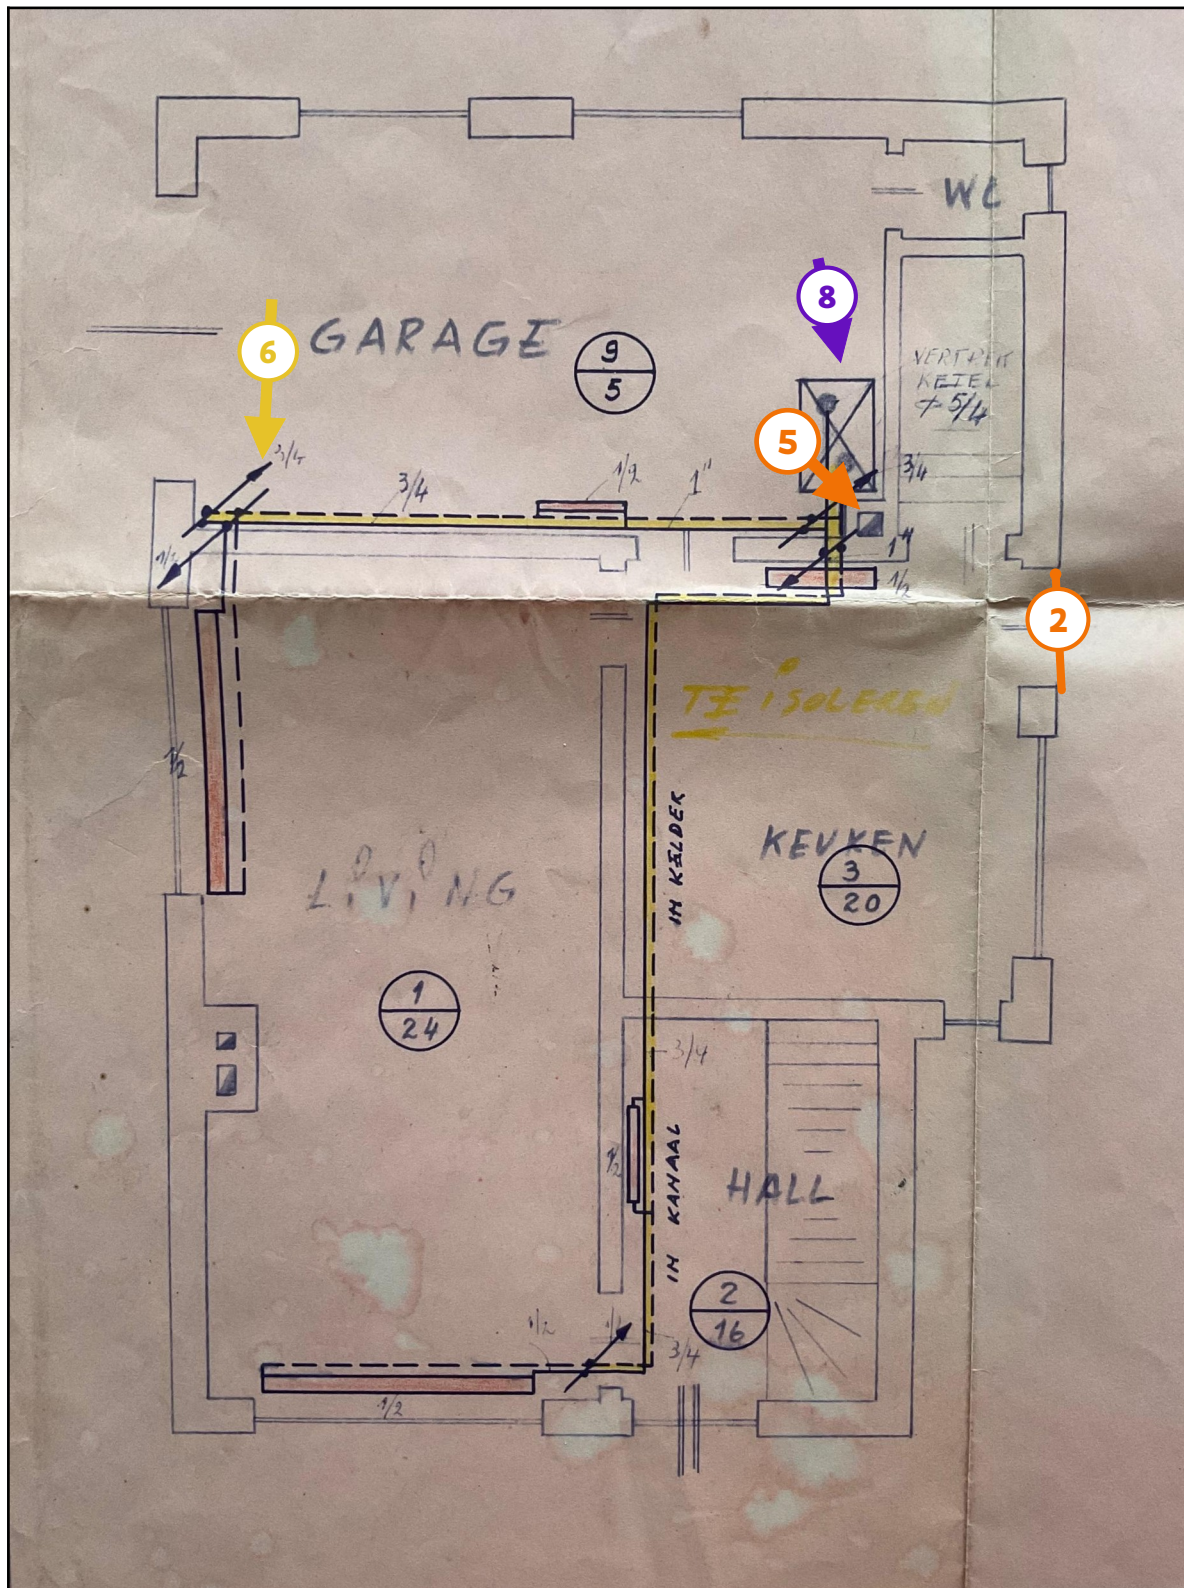 WC
8
6
GARAGE
9
5
VERTREK
KETEL
⌀ 5/4
5
3/4
3/4
1/2
1"
3/4
1/2
1"
1/2
2
TE iSOLEREN
1/2
IN KELDER
KEUKEN
3
20
LiViNG
1
24
3/4
1/2
IN KANAAL
HALL
2
16
1/2
3/4
1/2